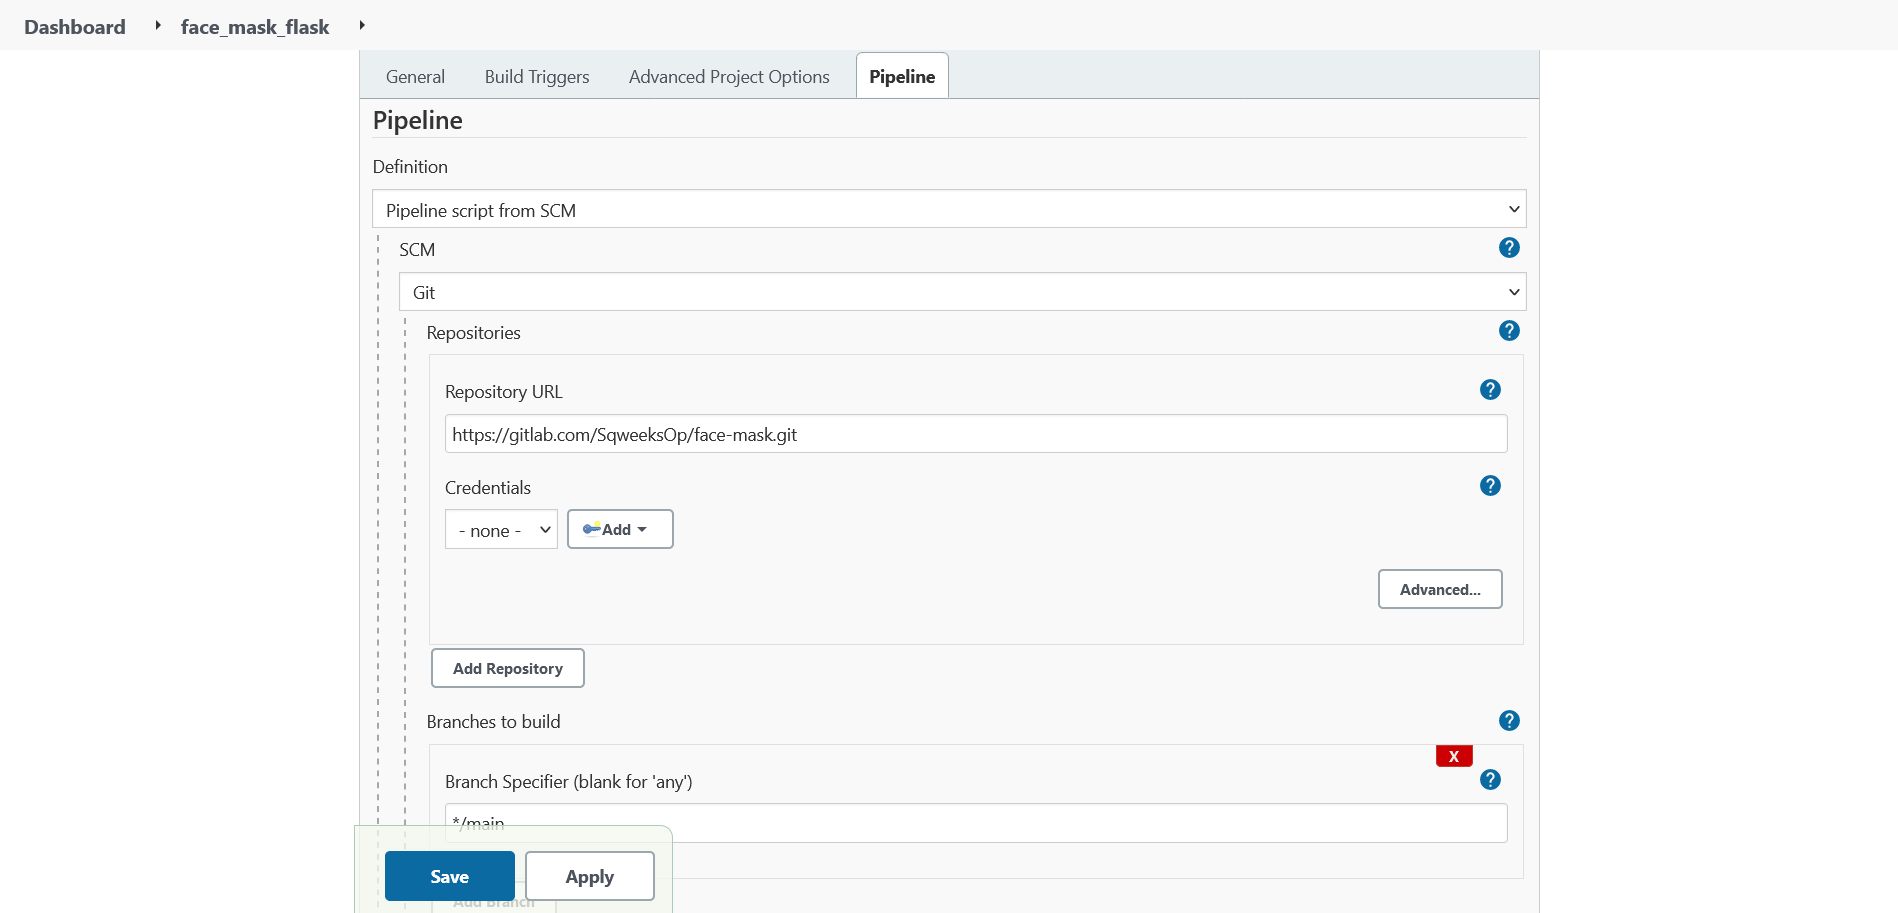 Dashboard
face_mask_flask
General Build Triggers Advanced Project Options Pipeline
Pipeline
Definition
Pipeline script from SCM
SCM
?
Git
Repositories
?
Repository URL
?
https://gitlab.com/SqweeksOp/face-mask.git
Credentials
?
- none -
Add
Advanced...
Add Repository
Branches to build
?
X
Branch Specifier (blank for 'any')
?
*/main
Save Apply
Add Branch